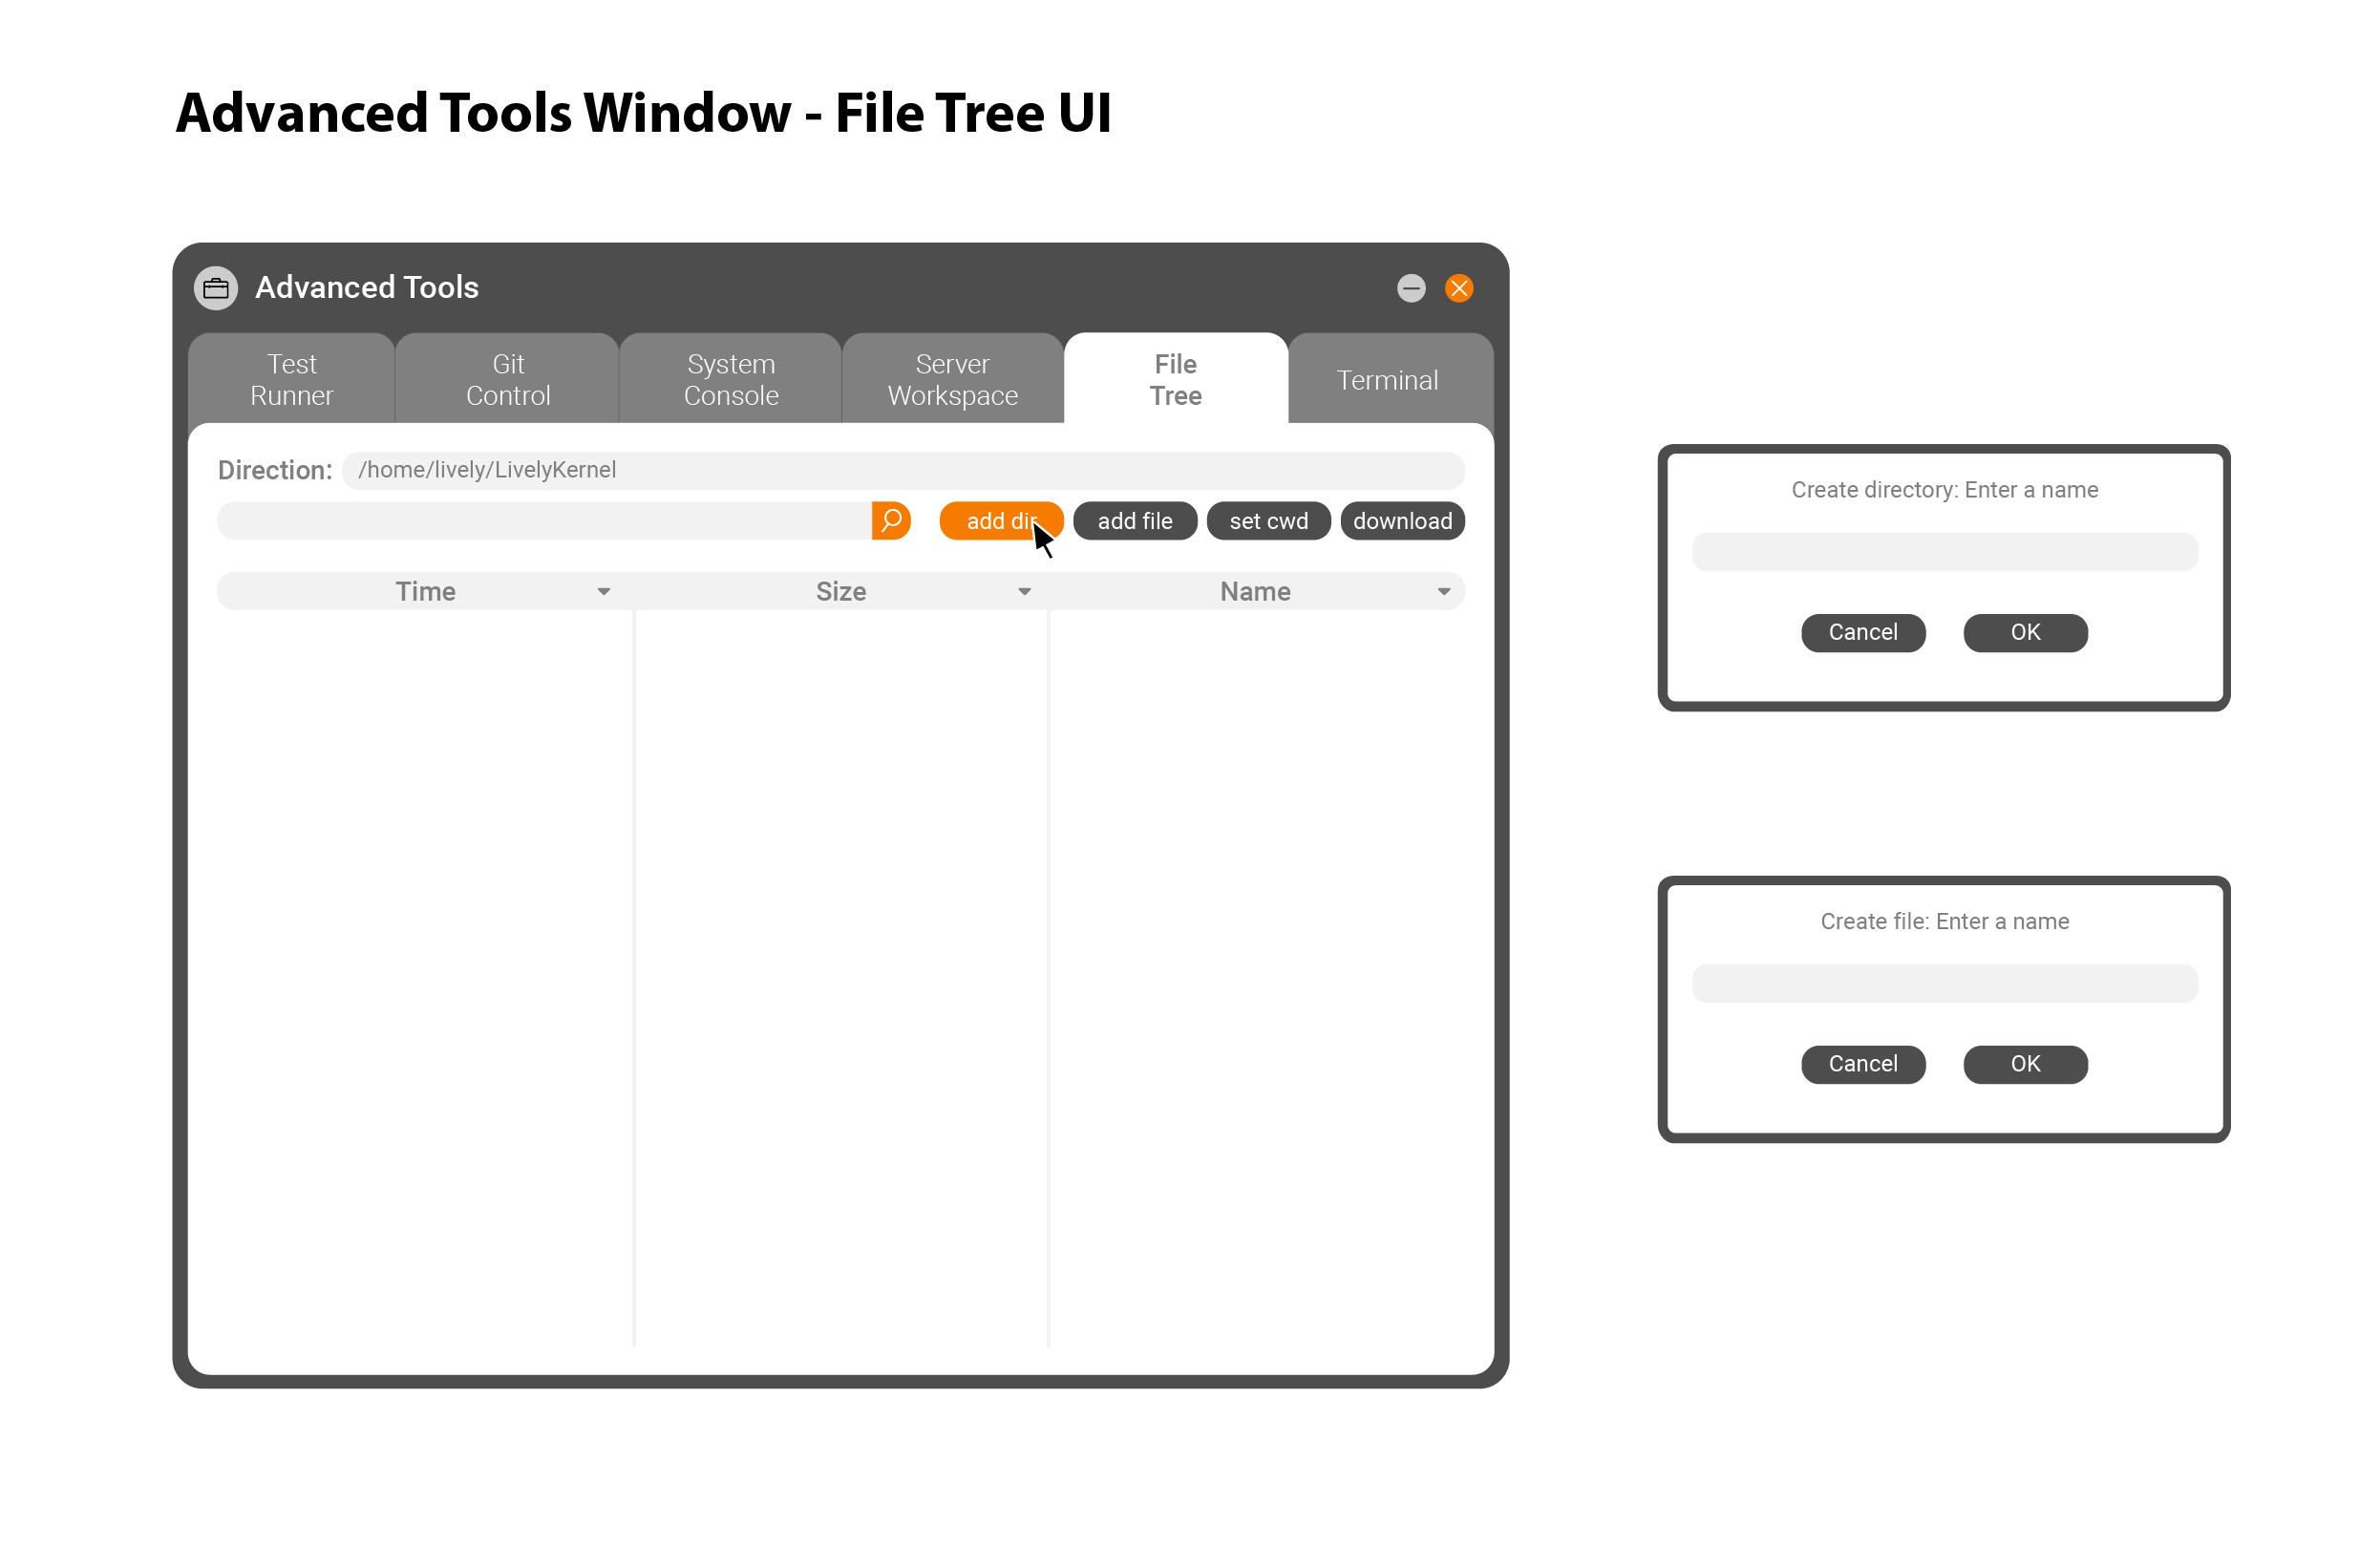 Advanced Tools Window - File Tree UI
Advanced Tools
Test
Runner
Git
Control
System
Console
Server
Workspace
File
Tree
Terminal
Direction: /home/lively/LivelyKernel
add dir add file set cwd download
Time Size Name
Create directory: Enter a name
Cancel OK
Create file: Enter a name
Cancel OK